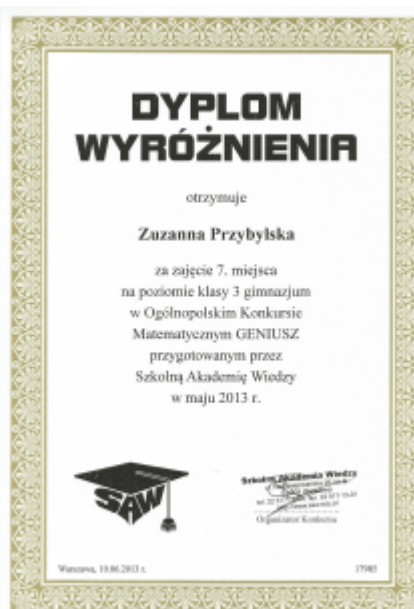 DYPLOM
WYRÓŻNIENIA
otrzymuje
Zuzanna Przybylska
za zajęcie 7. miejsca
na poziomie klasy 3 gimnazjum
w Ogólnopolskim Konkursie
Matematycznym GENIUSZ
przygotowanym przez
Szkolną Akademię Wiedzy
w maju 2013 r.
SAW
Szkolna Akademia Wiedzy
Organizator Konkursu
Warszawa, 10.06.2013 r.
17985